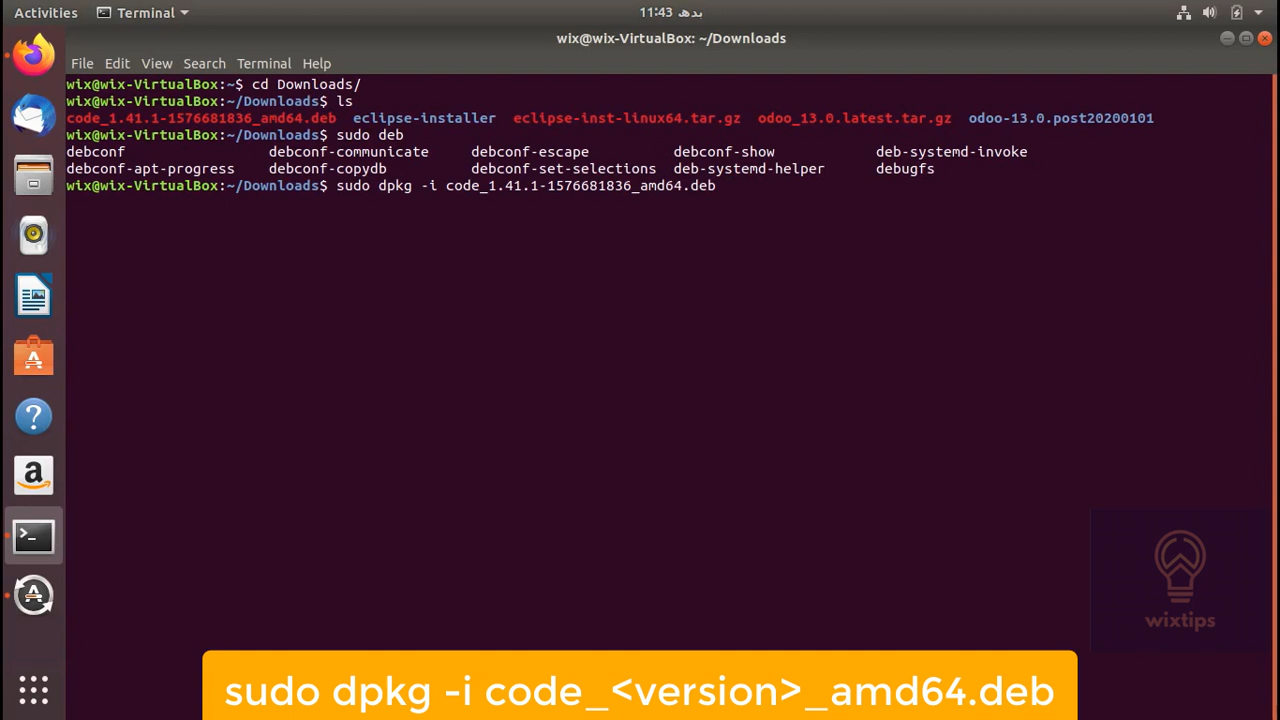 Activities Terminal 11:43 بدھ
wix@wix-VirtualBox: ~/Downloads
File Edit View Search Terminal Help
wix@wix-VirtualBox:~$ cd Downloads/
wix@wix-VirtualBox:~/Downloads$ ls
code_1.41.1-1576681836_amd64.deb eclipse-installer eclipse-inst-linux64.tar.gz odoo_13.0.latest.tar.gz odoo-13.0.post20200101
wix@wix-VirtualBox:~/Downloads$ sudo deb
debconf debconf-communicate debconf-escape debconf-show deb-systemd-invoke
debconf-apt-progress debconf-copydb debconf-set-selections deb-systemd-helper debugfs
wix@wix-VirtualBox:~/Downloads$ sudo dpkg -i code_1.41.1-1576681836_amd64.deb
wixtips
sudo dpkg -i code_<version>_amd64.deb